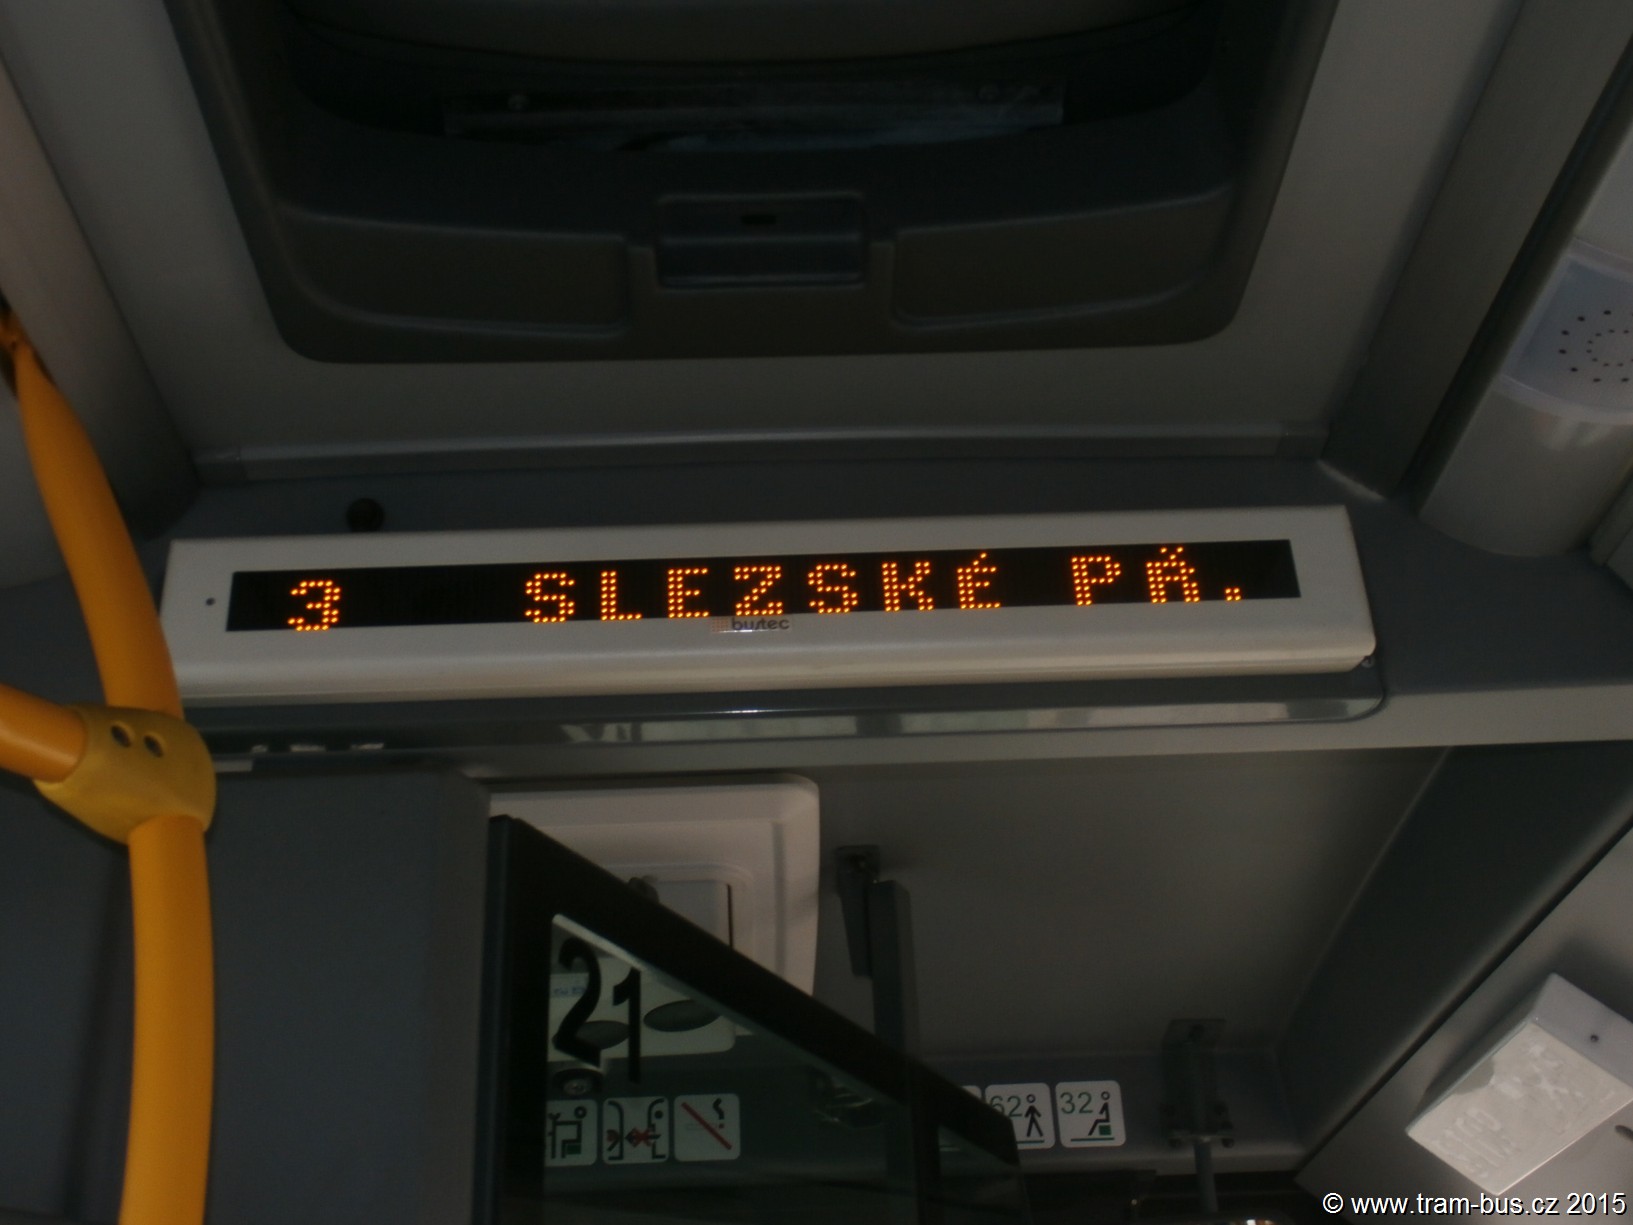 3 SLEZSKÉ PŘ.
bustec
21
62 32
© www.tram-bus.cz 2015